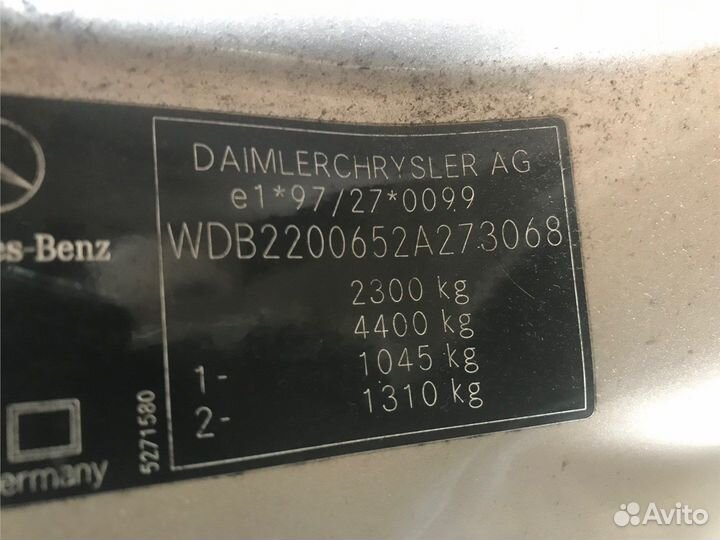 DAIMLERCHRYSLER AG
e1*97/27*0099
WDB2200652A273068
2300 kg
4400 kg
1- 1045 kg
2- 1310 kg
es-Benz
5271580
ermany
Avito